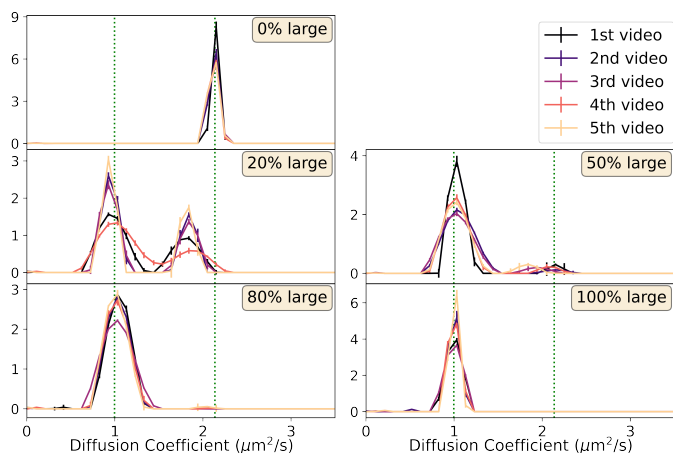 9
6
3
0
0% large
1st video
2nd video
3rd video
4th video
5th video
3
2
1
0
20% large
4
2
0
50% large
3
2
1
0
80% large
6
4
2
0
100% large
0 1 2 3
Diffusion Coefficient (μm²/s)
0 1 2 3
Diffusion Coefficient (μm²/s)